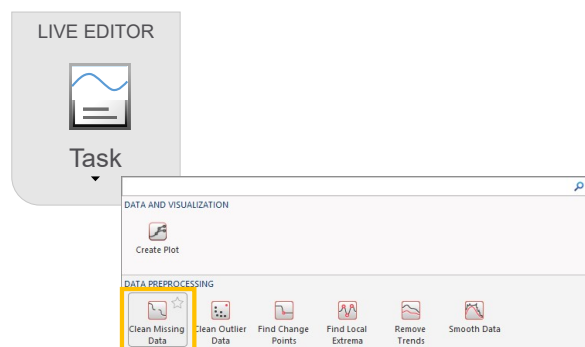 LIVE EDITOR
Task
DATA AND VISUALIZATION
Create Plot
DATA PREPROCESSING
Clean Missing Data
Clean Outlier Data
Find Change Points
Find Local Extrema
Remove Trends
Smooth Data